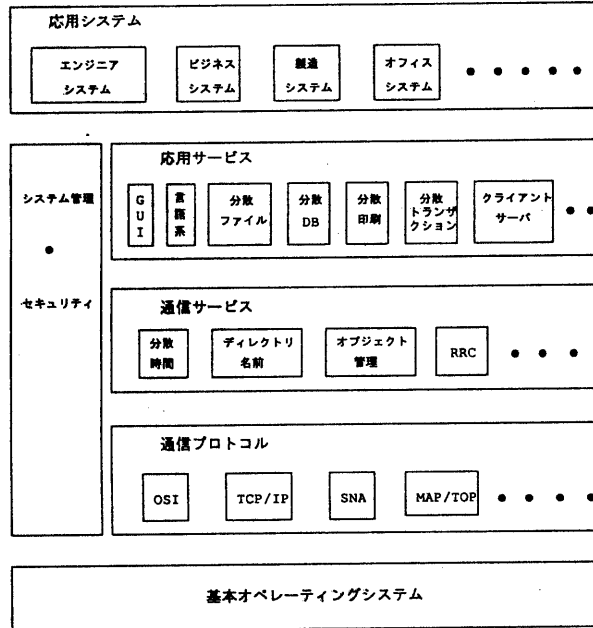 応用システム
エンジニア
システム
ビジネス
システム
製造
システム
オフィス
システム
システム管理
セキュリティ
応用サービス
GUI
言語系
分散
ファイル
分散
DB
分散
印刷
分散
トランザ
クション
クライアント
サーバ
通信サービス
分散
時間
ディレクトリ
名前
オブジェクト
管理
RRC
通信プロトコル
OSI
TCP/IP
SNA
MAP/TOP
基本オペレーティングシステム